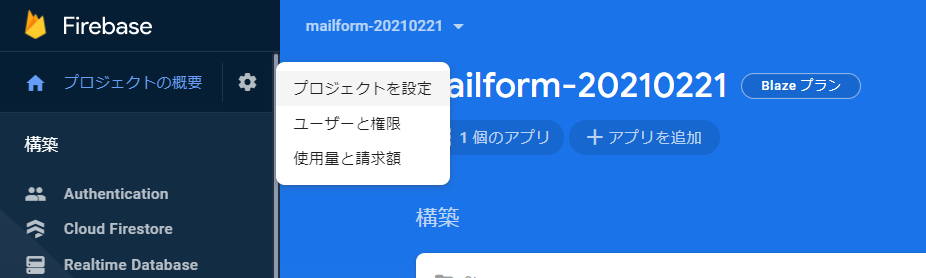 Firebase
プロジェクトの概要
構築
Authentication
Cloud Firestore
Realtime Database
プロジェクトを設定
ユーザーと権限
使用量と請求額
mailform-20210221
mailform-20210221
Blaze プラン
1 個のアプリ
アプリを追加
構築